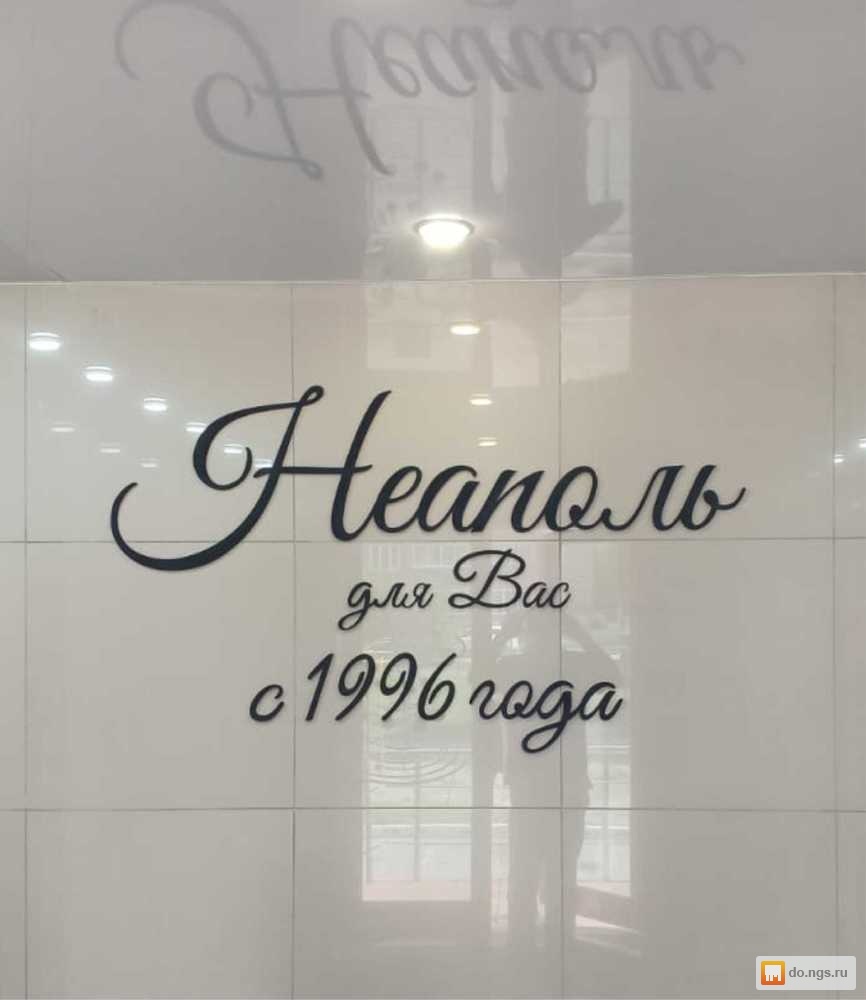 Неаполь
для Вас
с 1996 года
do.ngs.ru